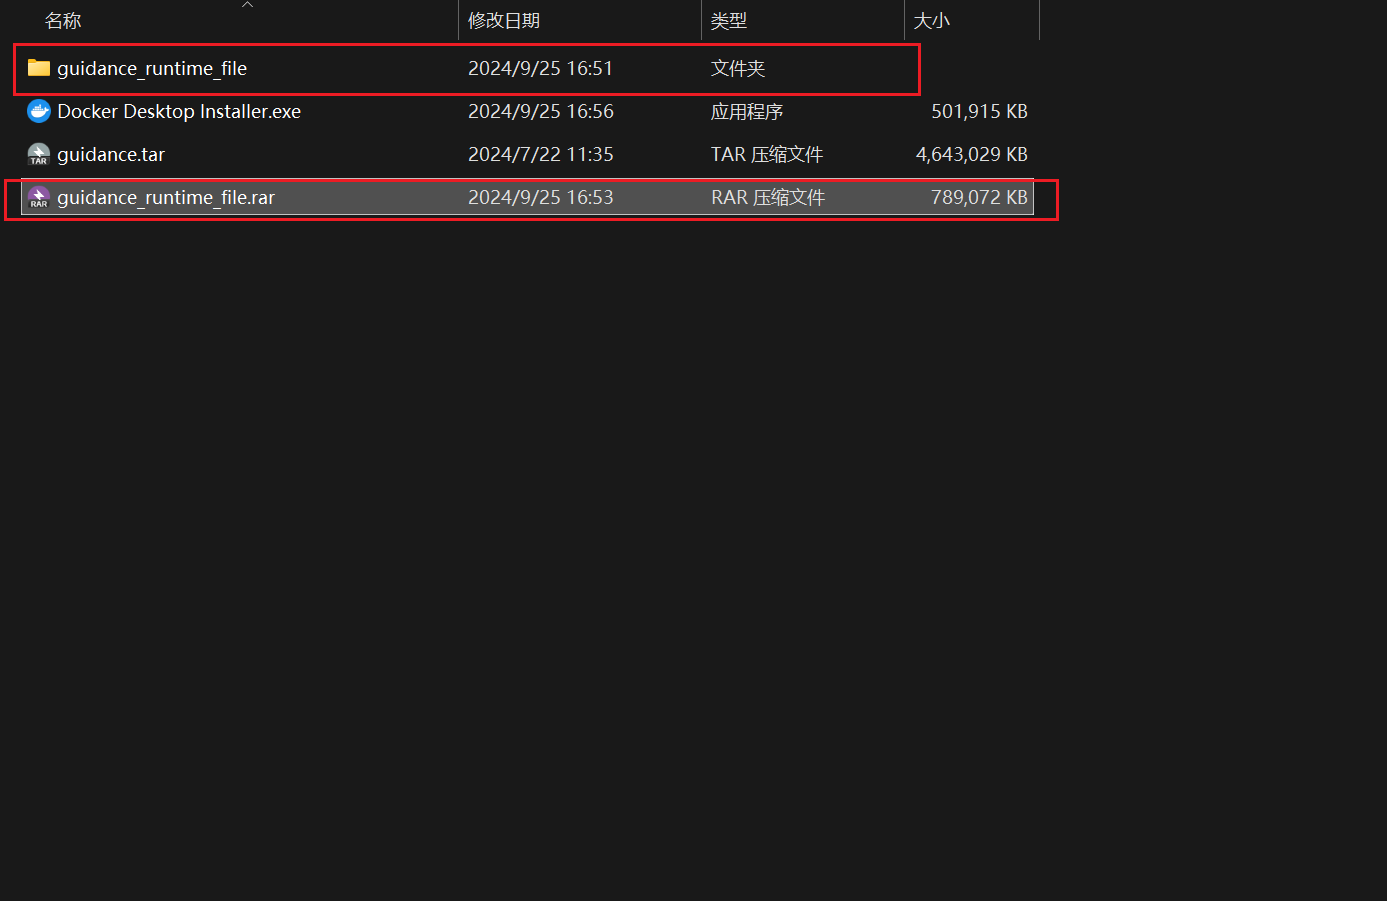 名称 修改日期 类型 大小
guidance_runtime_file 2024/9/25 16:51 文件夹
Docker Desktop Installer.exe 2024/9/25 16:56 应用程序 501,915 KB
TAR guidance.tar 2024/7/22 11:35 TAR 压缩文件 4,643,029 KB
RAR guidance_runtime_file.rar 2024/9/25 16:53 RAR 压缩文件 789,072 KB